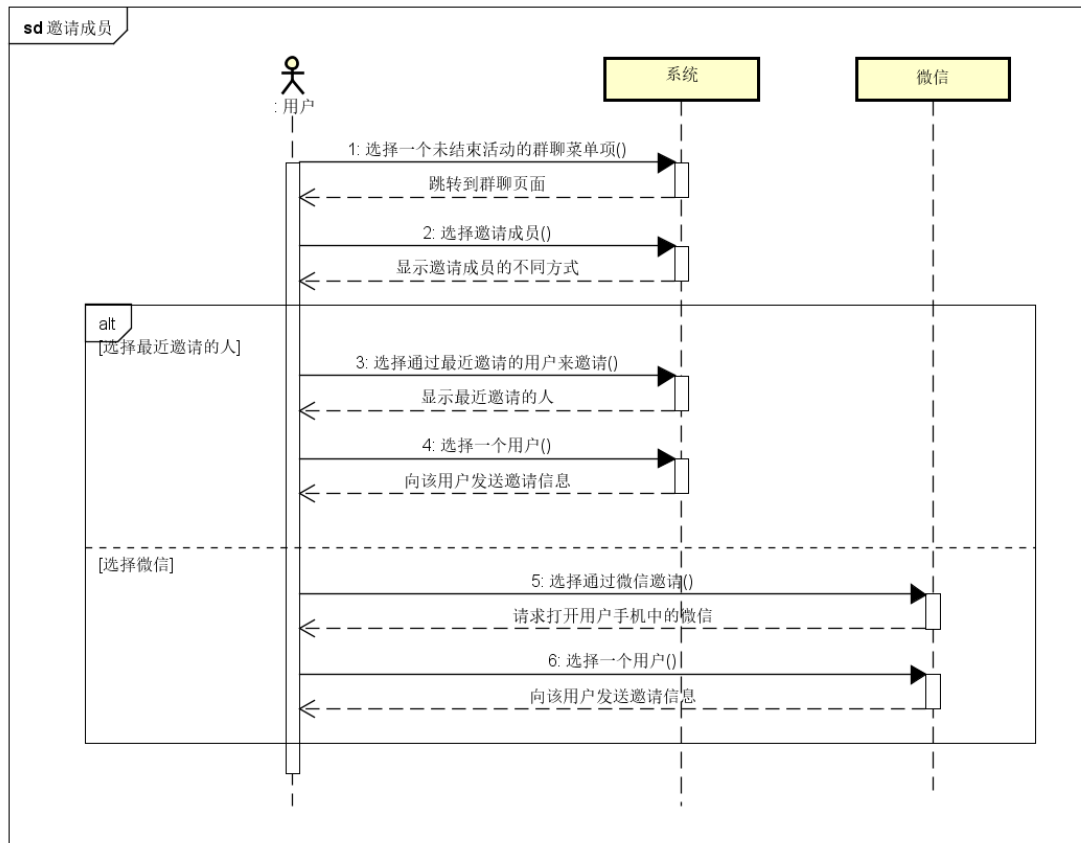 sd 邀请成员
: 用户
系统
微信
1: 选择一个未结束活动的群聊菜单项()
跳转到群聊页面
2: 选择邀请成员()
显示邀请成员的不同方式
alt
[选择最近邀请的人]
3: 选择通过最近邀请的用户来邀请()
显示最近邀请的人
4: 选择一个用户()
向该用户发送邀请信息
[选择微信]
5: 选择通过微信邀请()
请求打开用户手机中的微信
6: 选择一个用户()
向该用户发送邀请信息